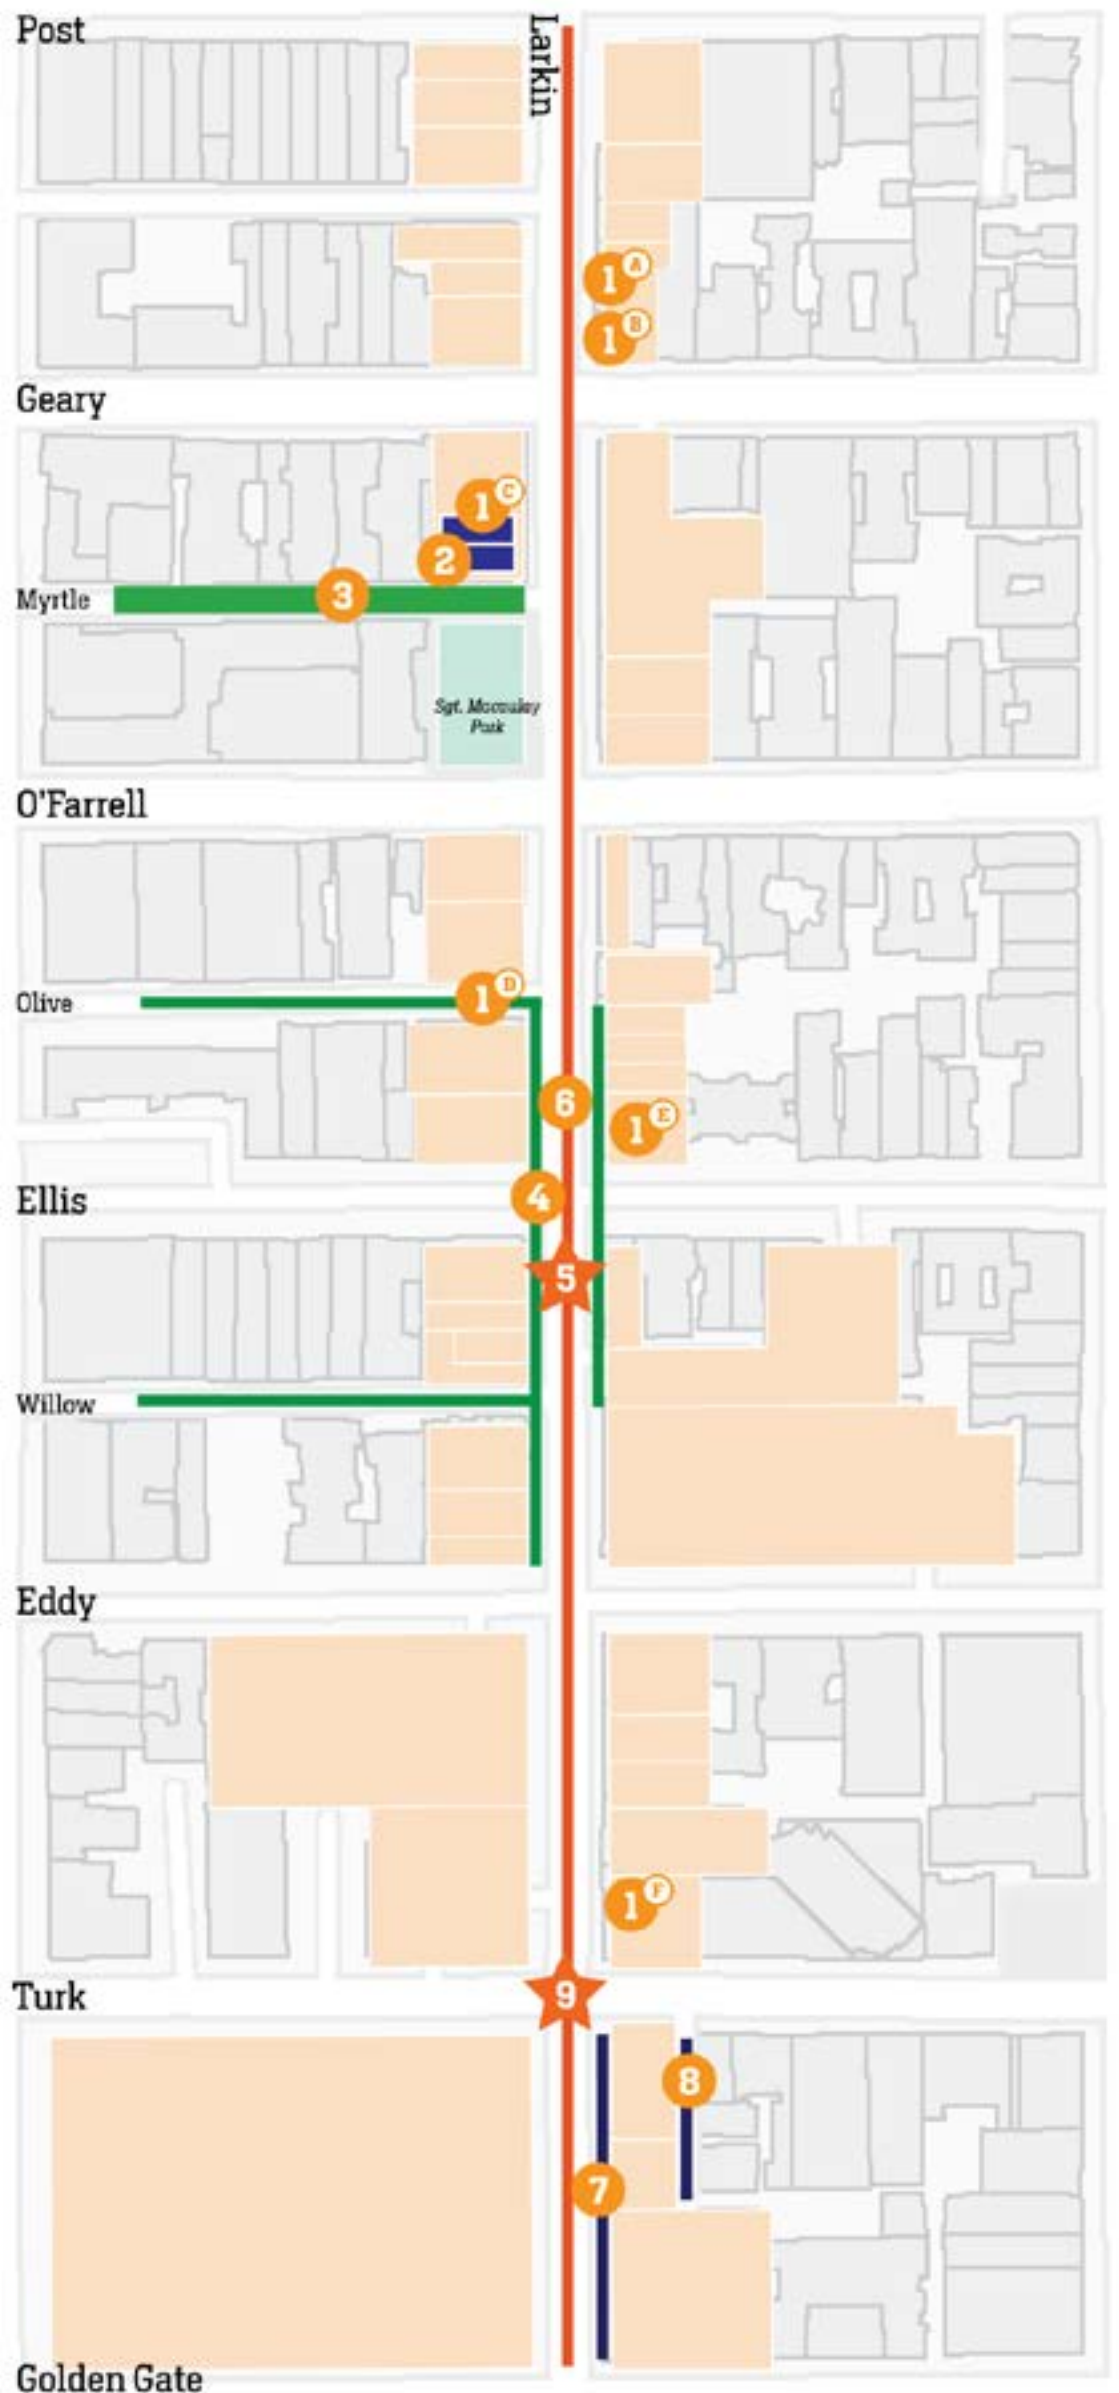 Post
Larkin
1 A
1 B
Geary
1 C
2
Myrtle
3
Sgt. Macaulay
Park
O'Farrell
Olive
1 D
6
1 E
Ellis
4
5
Willow
Eddy
1 F
Turk
9
8
7
Golden Gate